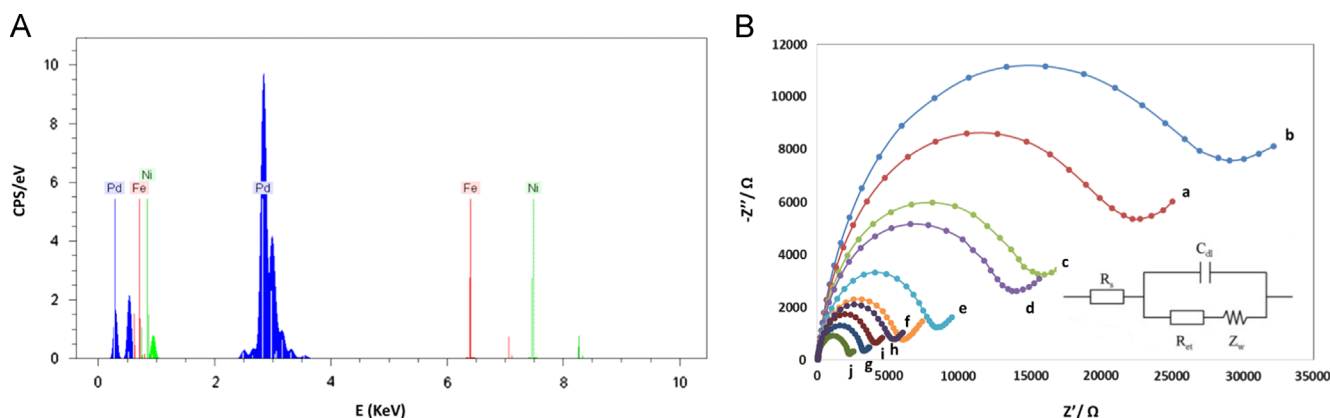 A
10
8
6
4
2
0
CPS/eV
Pd
Fe
Ni
Pd
Fe
Ni
0
2
4
6
8
10
E (KeV)
B
12000
10000
8000
6000
4000
2000
0
-Z''/ Ω
b
a
c
d
e
f
h
i
g
j
Cdl
Rs
Ret
Zw
0
5000
10000
15000
20000
25000
30000
35000
Z'/ Ω